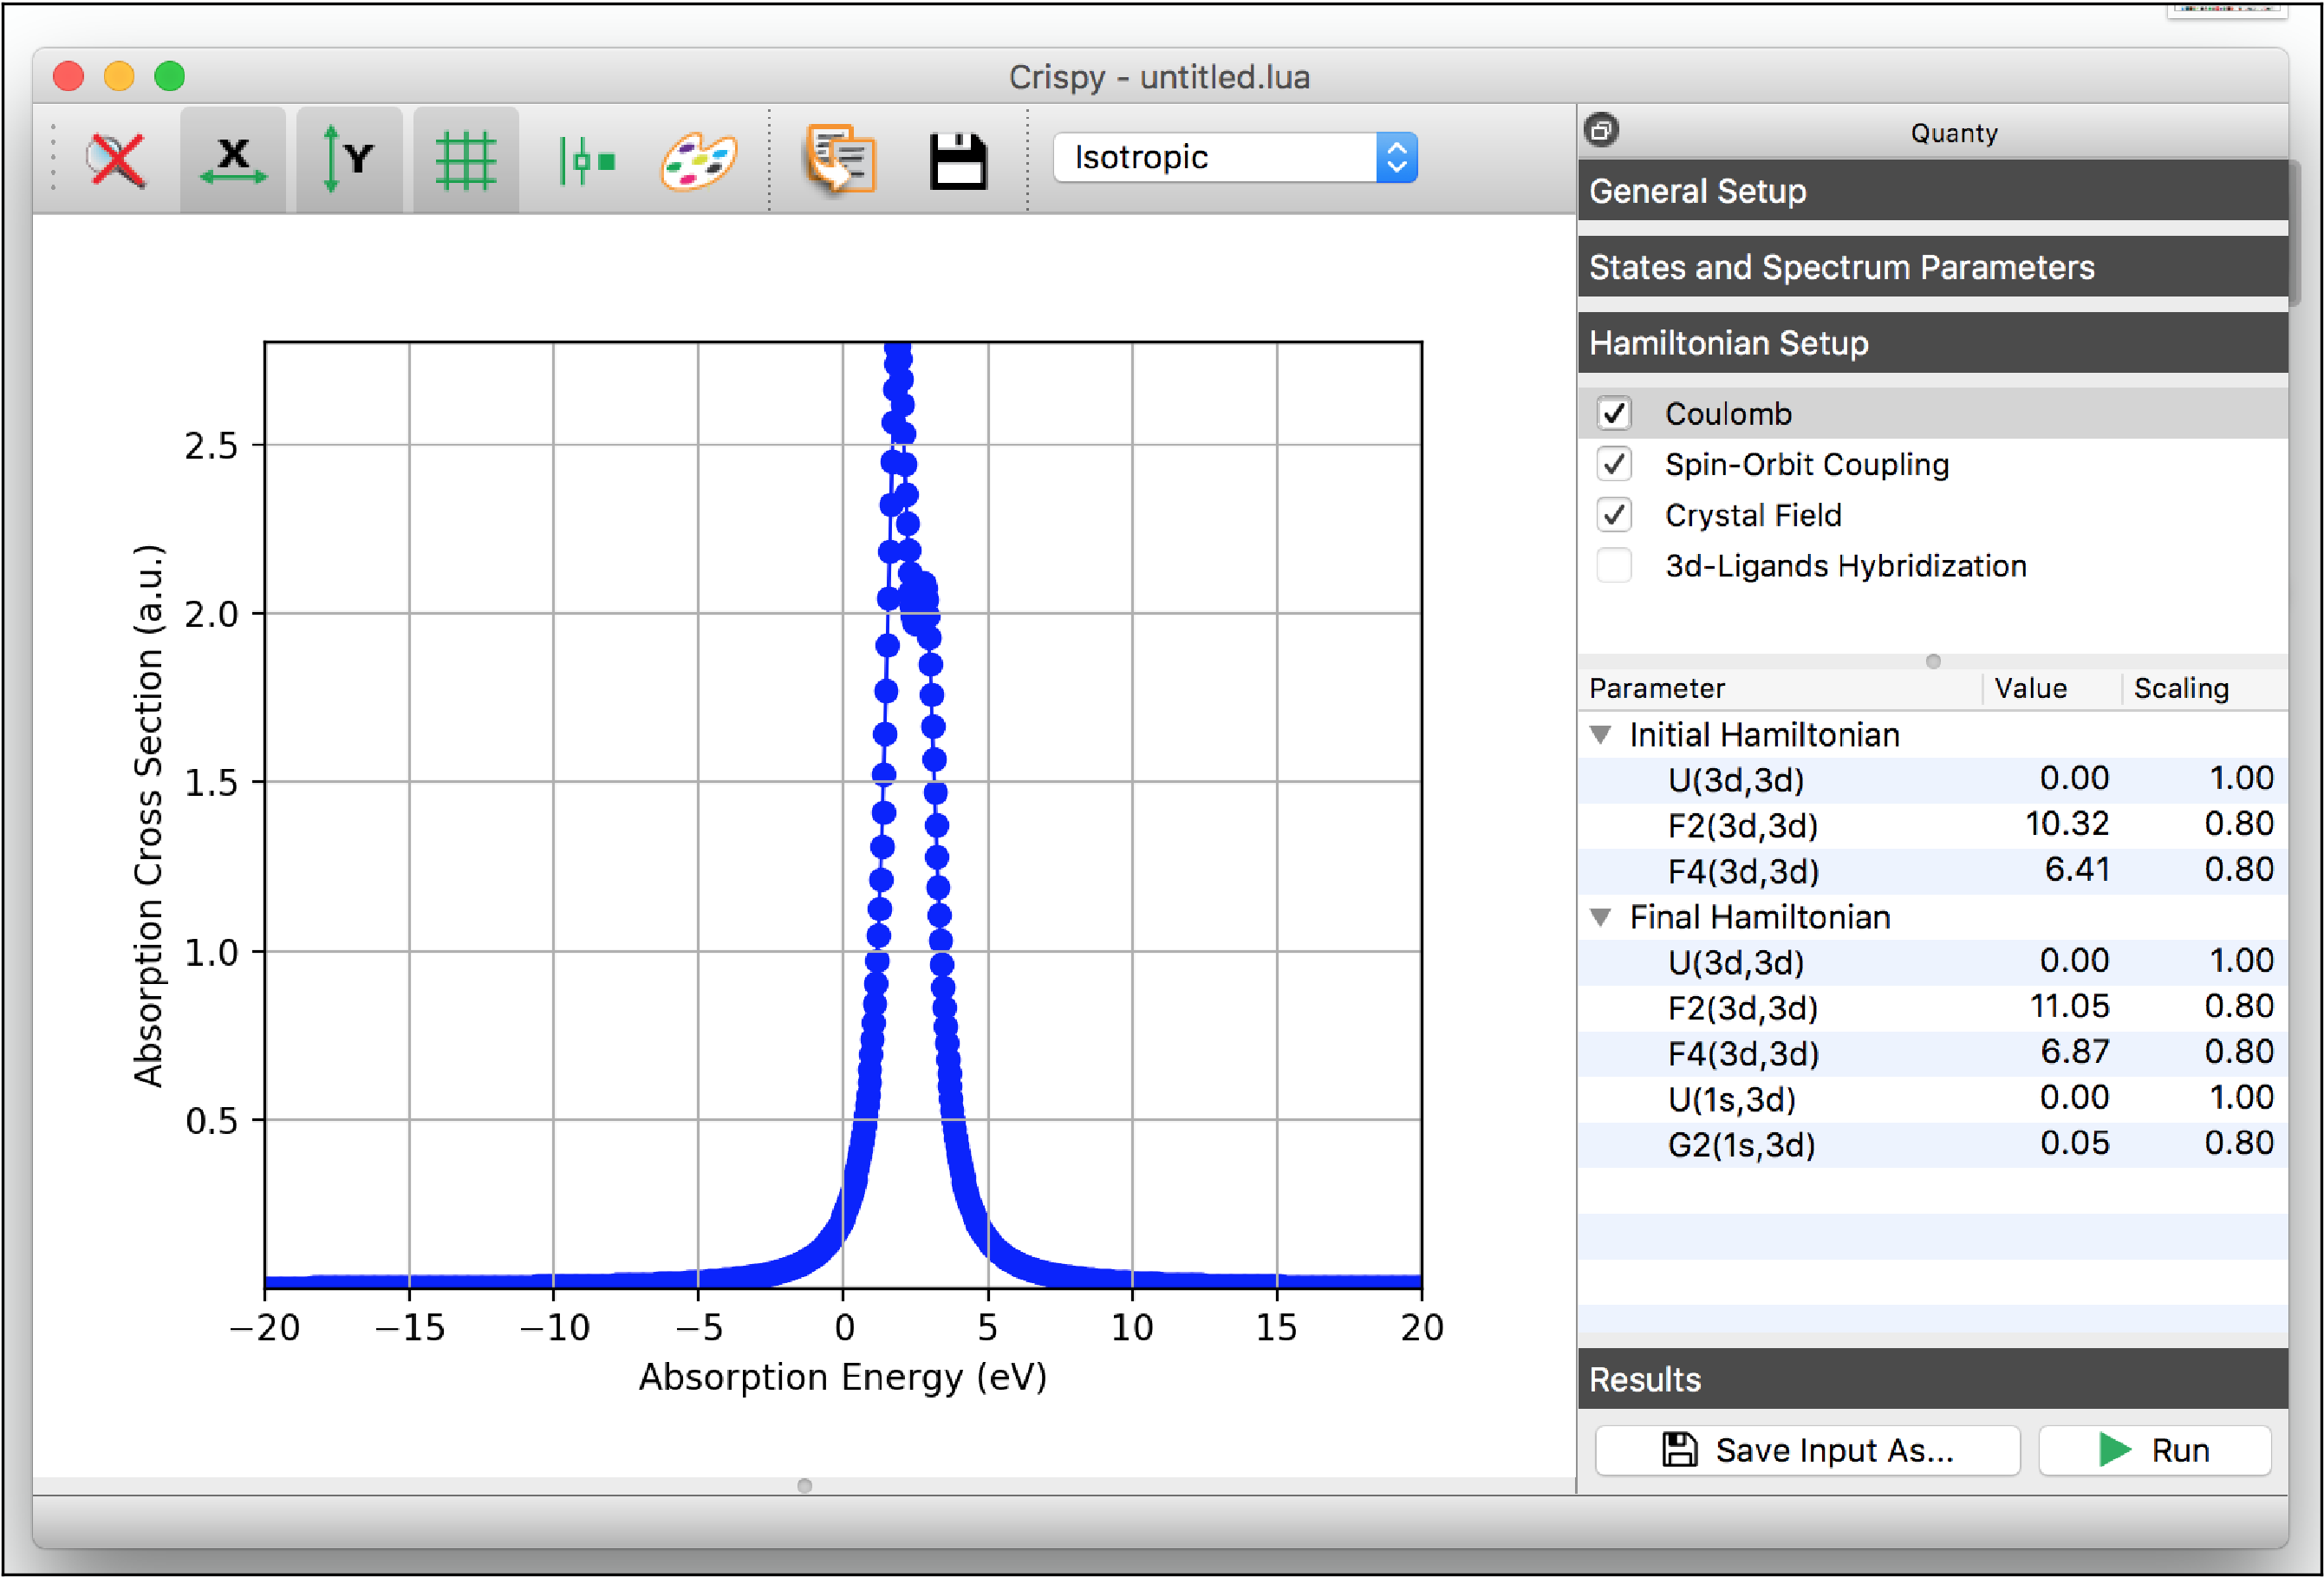 Crispy - untitled.lua
X
Y
Isotropic
Quanty
General Setup
States and Spectrum Parameters
Hamiltonian Setup
Coulomb
Spin-Orbit Coupling
Crystal Field
3d-Ligands Hybridization
Parameter Value Scaling
Initial Hamiltonian
U(3d,3d) 0.00 1.00
F2(3d,3d) 10.32 0.80
F4(3d,3d) 6.41 0.80
Final Hamiltonian
U(3d,3d) 0.00 1.00
F2(3d,3d) 11.05 0.80
F4(3d,3d) 6.87 0.80
U(1s,3d) 0.00 1.00
G2(1s,3d) 0.05 0.80
Results
Save Input As...
Run
Absorption Cross Section (a.u.)
2.5
2.0
1.5
1.0
0.5
−20 −15 −10 −5 0 5 10 15 20
Absorption Energy (eV)